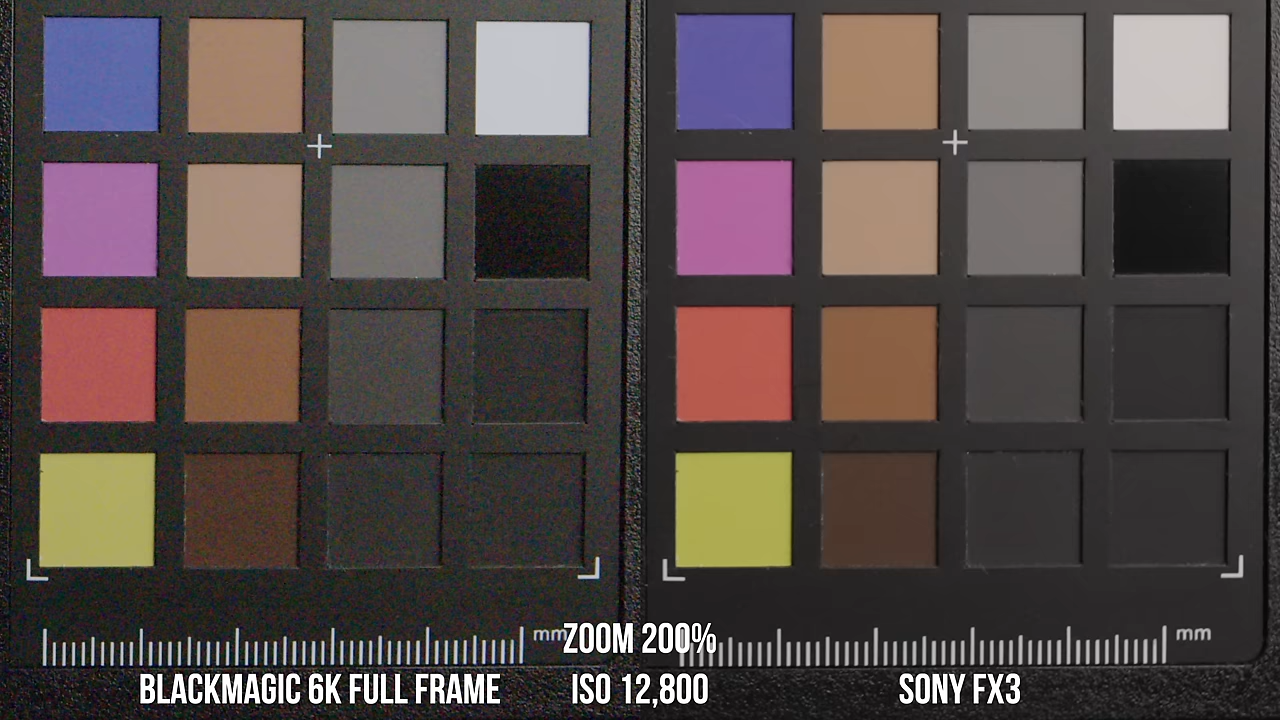 mm
mm
ZOOM 200%
BLACKMAGIC 6K FULL FRAME
ISO 12,800
SONY FX3